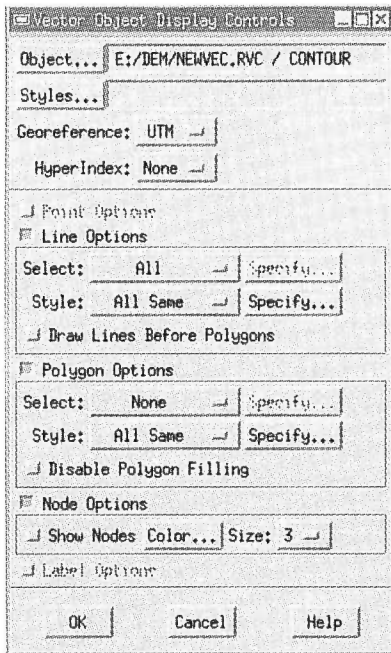 Vector Object Display Controls
Object... E:/DEM/NEWVEC.RVC / CONTOUR
Styles...
Georeference: UTM
HyperIndex: None
Point Options
Line Options
Select: All Specify...
Style: All Same Specify...
Draw Lines Before Polygons
Polygon Options
Select: None Specify...
Style: All Same Specify...
Disable Polygon Filling
Node Options
Show Nodes Color... Size: 3
Label Options
OK Cancel Help